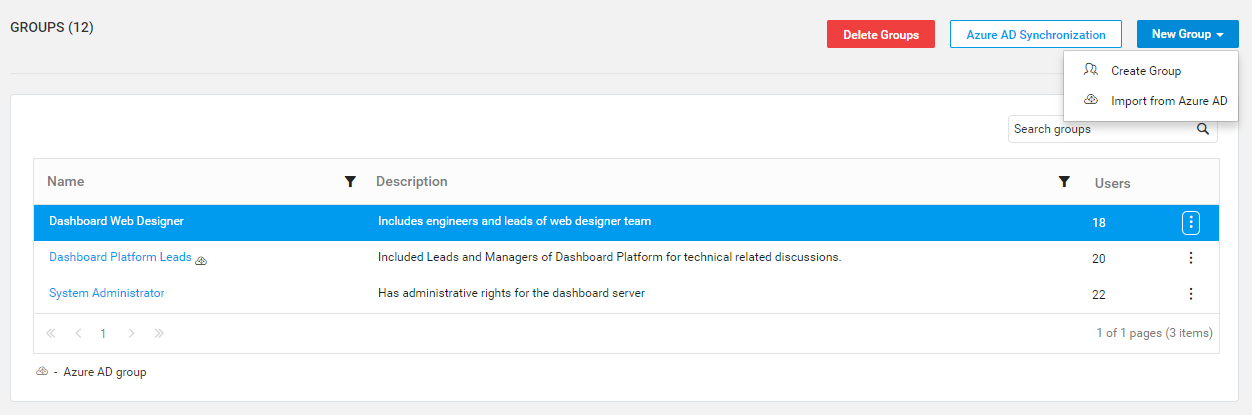 GROUPS (12)
Delete Groups
Azure AD Synchronization
New Group
Create Group
Import from Azure AD
Search groups
Name
Description
Users
Dashboard Web Designer
Includes engineers and leads of web designer team
18
Dashboard Platform Leads
Included Leads and Managers of Dashboard Platform for technical related discussions.
20
System Administrator
Has administrative rights for the dashboard server
22
1
1 of 1 pages (3 items)
- Azure AD group